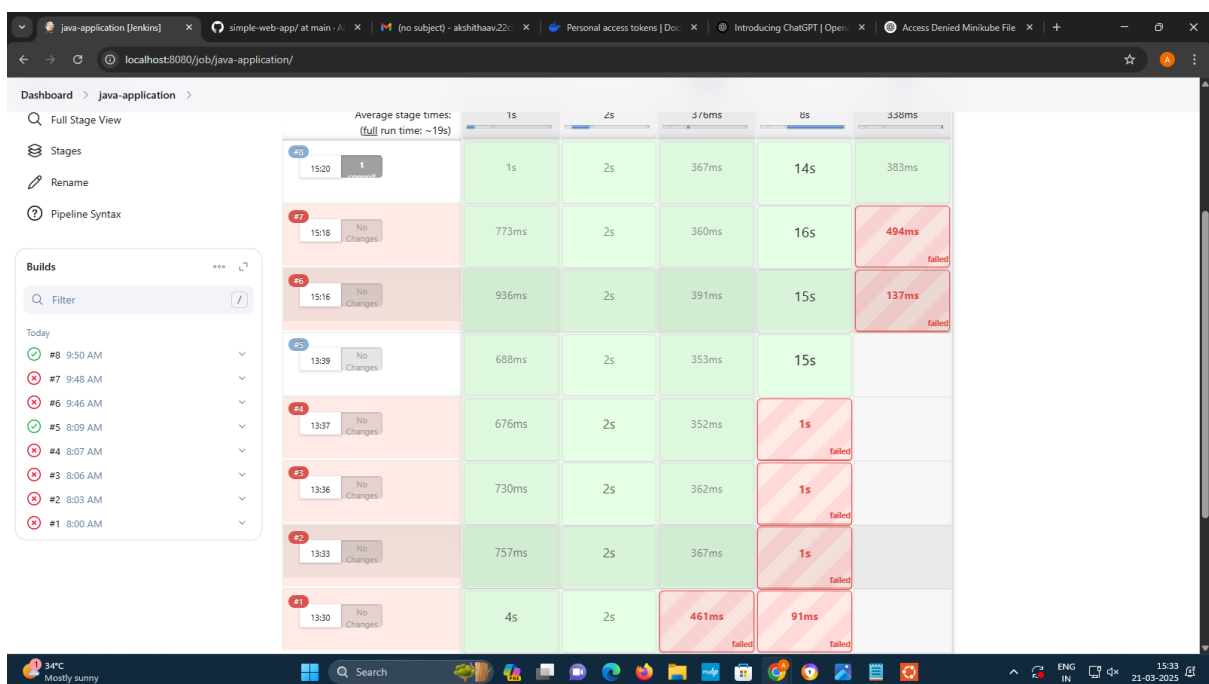 java-application [Jenkins]
simple-web-app/ at main · A
(no subject) - akshithaav.22c
Personal access tokens | Doc
Introducing ChatGPT | Open
Access Denied Minikube File
localhost:8080/job/java-application/
Dashboard > java-application >
Full Stage View
Stages
Rename
Pipeline Syntax
Builds
Filter /
Today
#8 9:50 AM
#7 9:48 AM
#6 9:46 AM
#5 8:09 AM
#4 8:07 AM
#3 8:06 AM
#2 8:03 AM
#1 8:00 AM
Average stage times: 1s 2s 376ms 8s 338ms
(full run time: ~19s)
#8
15:20 1 commit 1s 2s 367ms 14s 383ms
#7
15:18 No Changes 773ms 2s 360ms 16s 494ms
failed
#6
15:16 No Changes 936ms 2s 391ms 15s 137ms
failed
#5
13:39 No Changes 688ms 2s 353ms 15s
#4
13:37 No Changes 676ms 2s 352ms 1s
failed
#3
13:36 No Changes 730ms 2s 362ms 1s
failed
#2
13:33 No Changes 757ms 2s 367ms 1s
failed
#1
13:30 No Changes 4s 2s 461ms 91ms
failed failed
1
34°C
Mostly sunny
Search
ENG
IN
15:33
21-03-2025